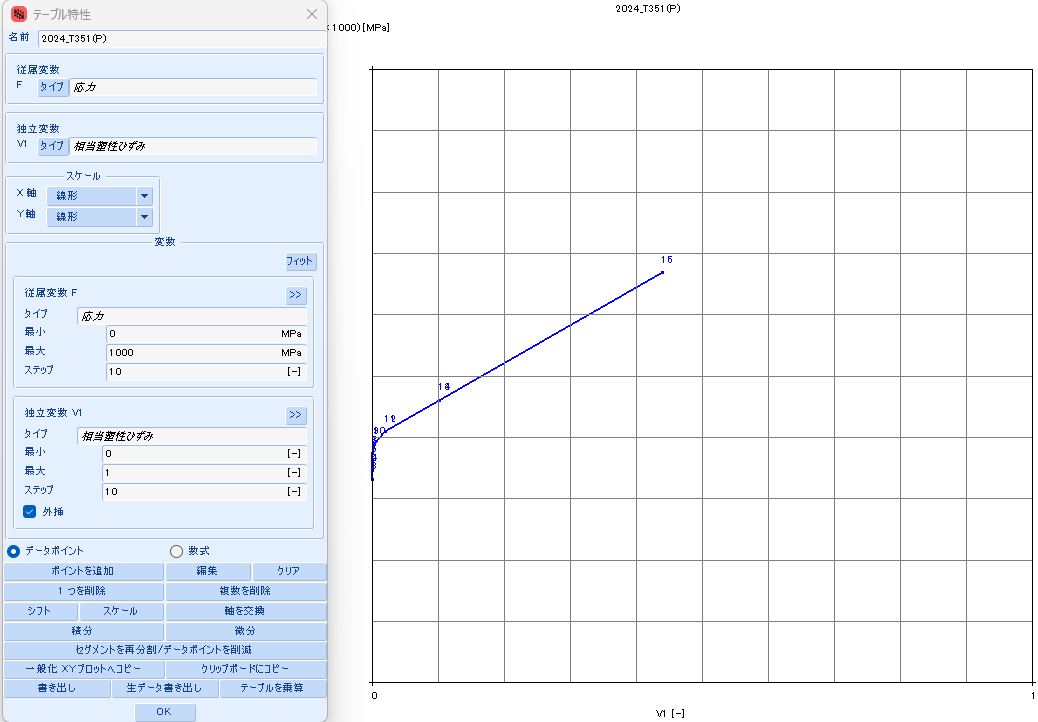 テーブル特性
名前 2024_T351(P)
従属変数
F タイプ 応力
独立変数
V1 タイプ 相当塑性ひずみ
スケール
X 軸 線形
Y 軸 線形
変数
フィット
従属変数 F >>
タイプ 応力
最小 0 MPa
最大 1000 MPa
ステップ 10 [-]
独立変数 V1 >>
タイプ 相当塑性ひずみ
最小 0 [-]
最大 1 [-]
ステップ 10 [-]
外挿
データポイント 数式
ポイントを追加 編集 クリア
1 つを削除 複数を削除
シフト スケール 軸を交換
積分 微分
セグメントを再分割/データポイントを削減
一般化 XYプロットへコピー クリップボードにコピー
書き出し 生データ書き出し テーブルを乗算
OK
2024_T351(P)
1000)[MPa]
0 1
V1 [-]